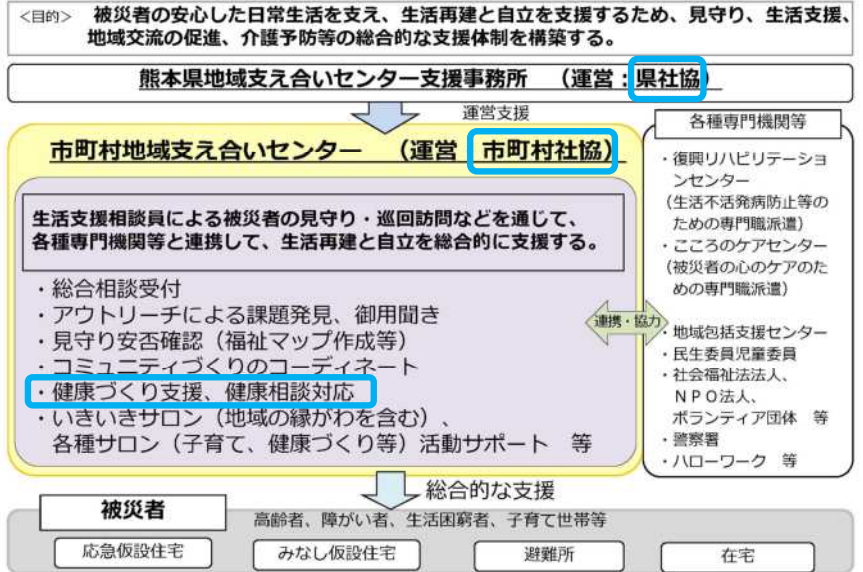 <目的> 被災者の安心した日常生活を支え、生活再建と自立を支援するため、見守り、生活支援、
地域交流の促進、介護予防等の総合的な支援体制を構築する。
熊本県地域支え合いセンター支援事務所 (運営:県社協)
運営支援
市町村地域支え合いセンター (運営 市町村社協)
生活支援相談員による被災者の見守り・巡回訪問などを通じて、
各種専門機関等と連携して、生活再建と自立を総合的に支援する。
・総合相談受付
・アウトリーチによる課題発見、御用聞き
・見守り安否確認(福祉マップ作成等)
・コミュニティづくりのコーディネート
・健康づくり支援、健康相談対応
・いきいきサロン(地域の縁がわを含む)、
各種サロン(子育て、健康づくり等)活動サポート 等
連携・協力
各種専門機関等
・復興リハビリテーショ
ンセンター
(生活不活発病防止等の
ための専門職派遣)
・こころのケアセンター
(被災者の心のケアのた
めの専門職派遣)
・地域包括支援センター
・民生委員児童委員
・社会福祉法法人、
NPO法人、
ボランティア団体 等
・警察署
・ハローワーク 等
総合的な支援
被災者
高齢者、障がい者、生活困窮者、子育て世帯等
応急仮設住宅
みなし仮設住宅
避難所
在宅